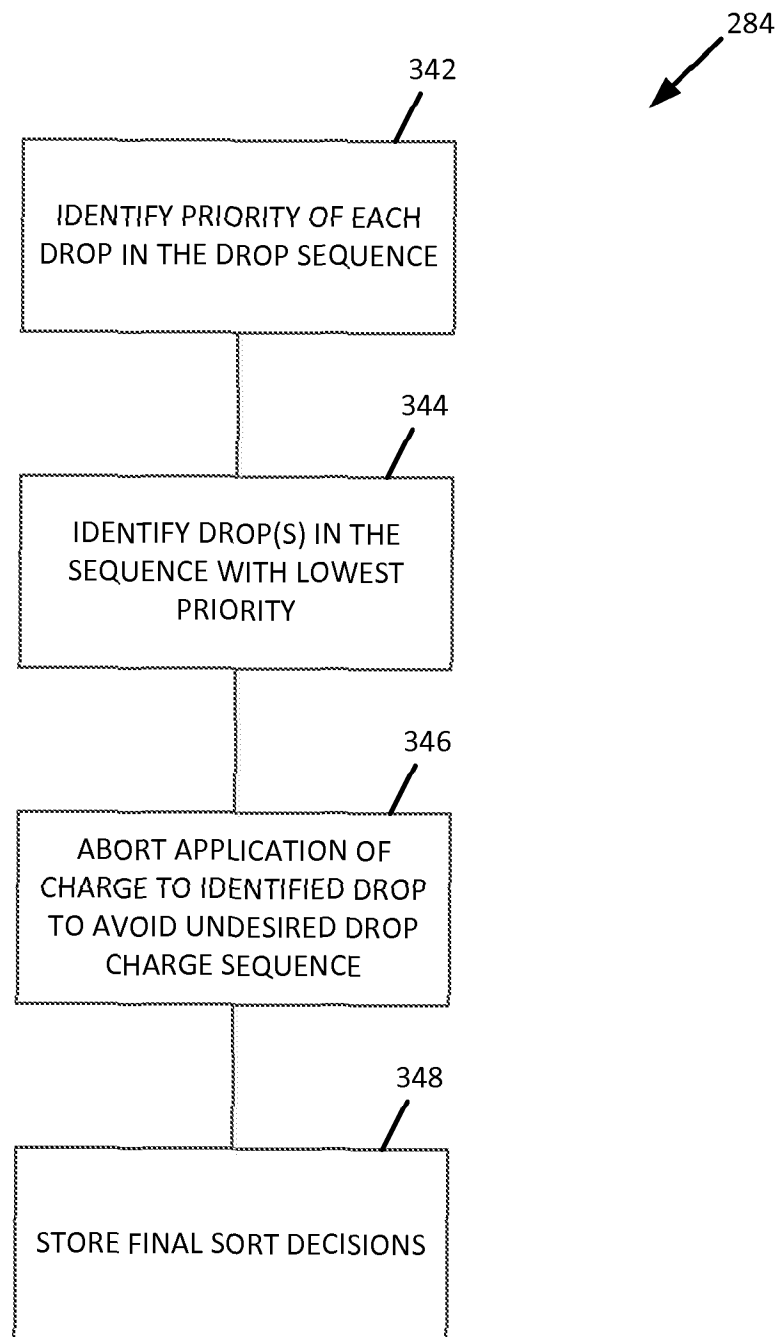 284
342
IDENTIFY PRIORITY OF EACH
DROP IN THE DROP SEQUENCE
344
IDENTIFY DROP(S) IN THE
SEQUENCE WITH LOWEST
PRIORITY
346
ABORT APPLICATION OF
CHARGE TO IDENTIFIED DROP
TO AVOID UNDESIRED DROP
CHARGE SEQUENCE
348
STORE FINAL SORT DECISIONS